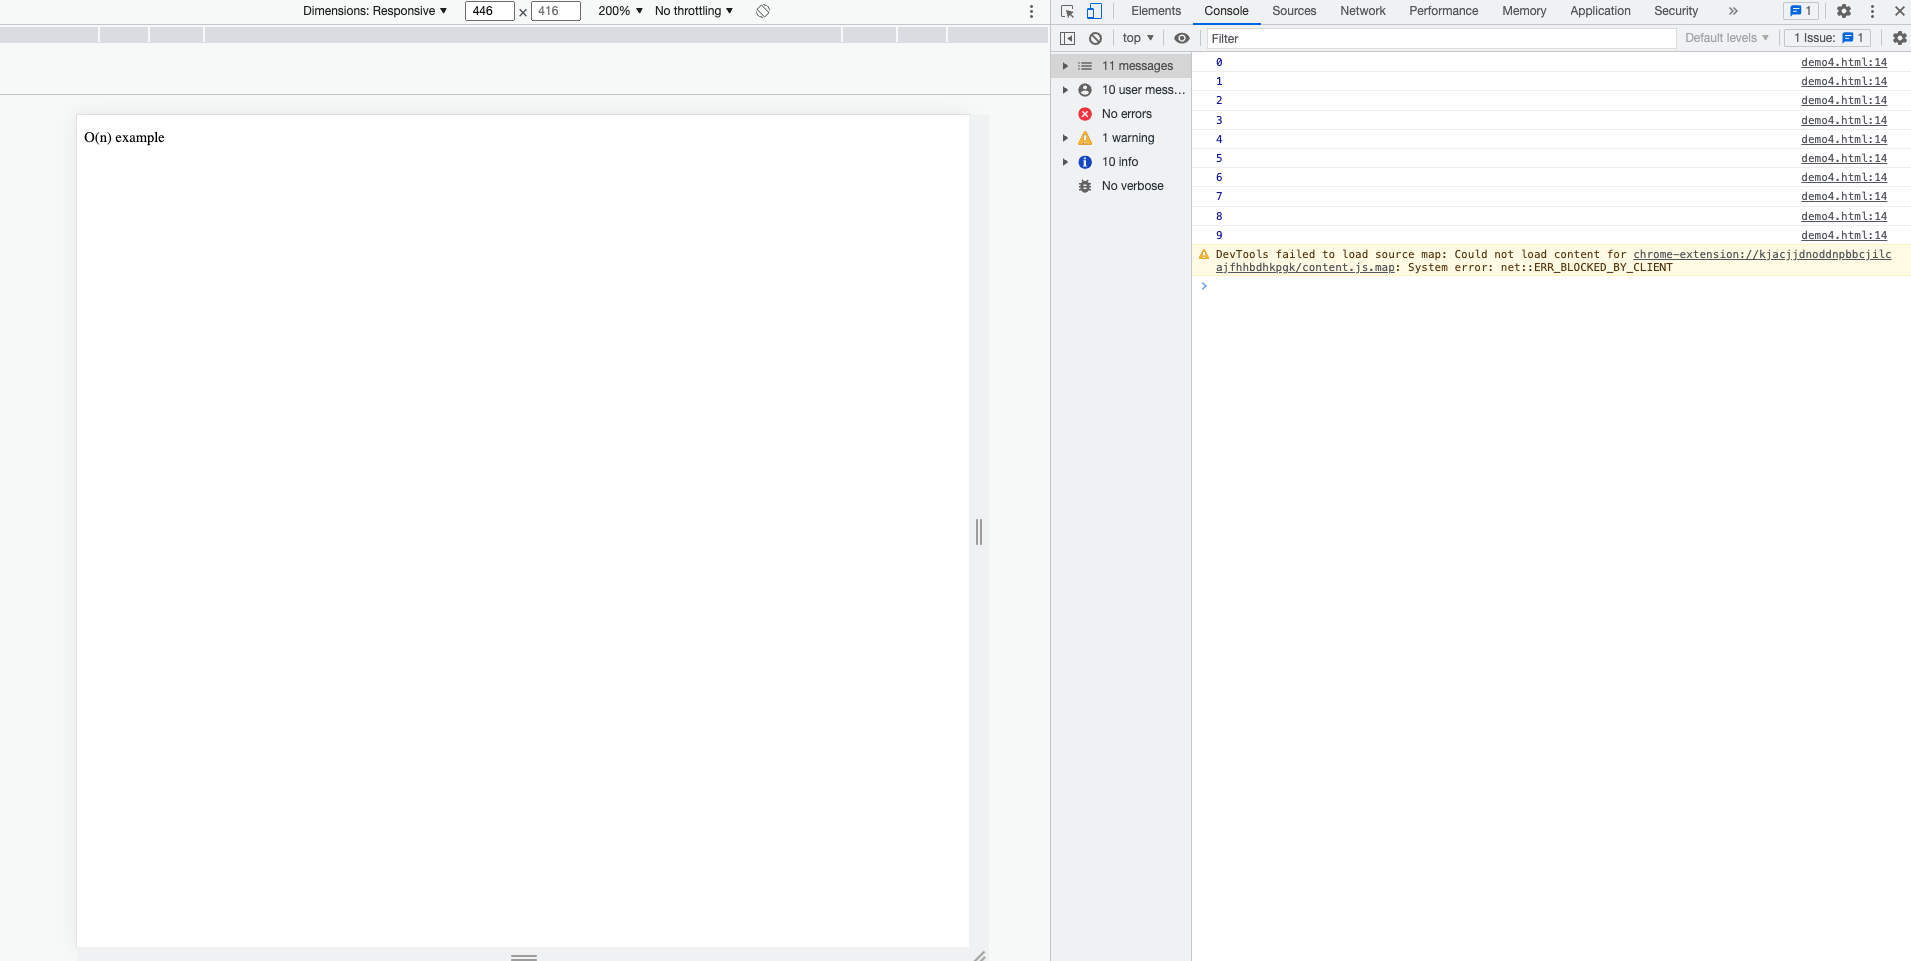 Dimensions: Responsive 446 × 416 200% No throttling
O(n) example
Elements Console Sources Network Performance Memory Application Security » 1
top Filter Default levels 1 Issue: 1
11 messages
10 user mess...
No errors
1 warning
10 info
No verbose
0 demo4.html:14
1 demo4.html:14
2 demo4.html:14
3 demo4.html:14
4 demo4.html:14
5 demo4.html:14
6 demo4.html:14
7 demo4.html:14
8 demo4.html:14
9 demo4.html:14
DevTools failed to load source map: Could not load content for chrome-extension://kjacjjdnoddnpbbcjilc
ajfhhbdhkpgk/content.js.map: System error: net::ERR_BLOCKED_BY_CLIENT
>